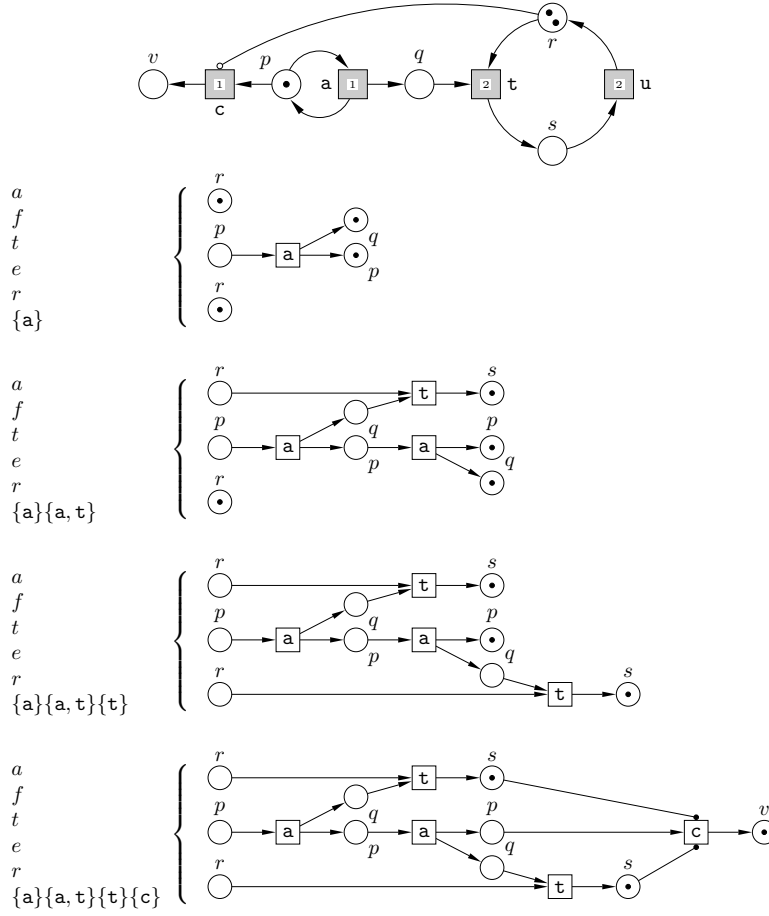 r
v p q
1 a 1 2 t 2 u
c
s
a
f
t
e
r
{a}
r
p
a
q
p
r
a
f
t
e
r
{a}{a, t}
r
t s
p
a q a p
p q
r
a
f
t
e
r
{a}{a, t}{t}
r
t s
p
a q a p
p q
r
t s
a
f
t
e
r
{a}{a, t}{t}{c}
r
t s
p
a q a p c v
p q
r
t s